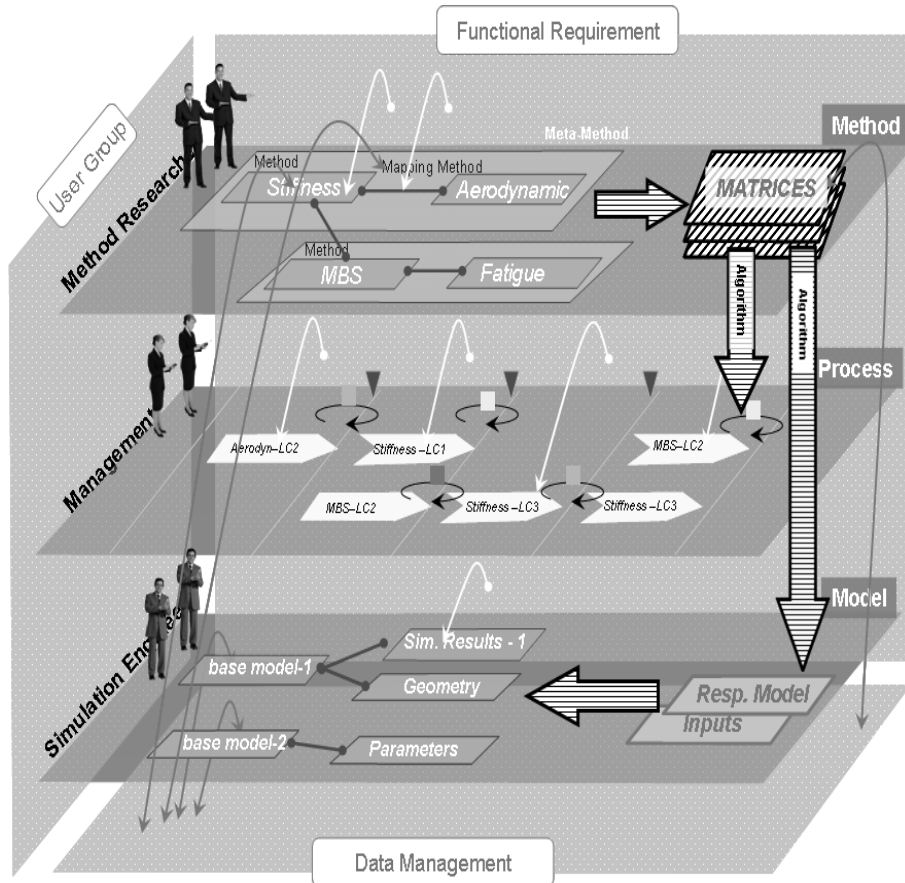 Functional Requirement
User Group
Method
Method Research
Meta-Method
Method
Mapping Method
Stiffness
Aerodynamic
MATRICES
Method
MBS
Fatigue
Algorithm
Algorithm
Process
Management
Aerodyn–LC2
Stiffness –LC1
MBS–LC2
MBS–LC2
Stiffness –LC3
Stiffness –LC3
Model
Simulation Enginee
Sim. Results - 1
base model-1
Geometry
Resp. Model
Inputs
base model-2
Parameters
Data Management